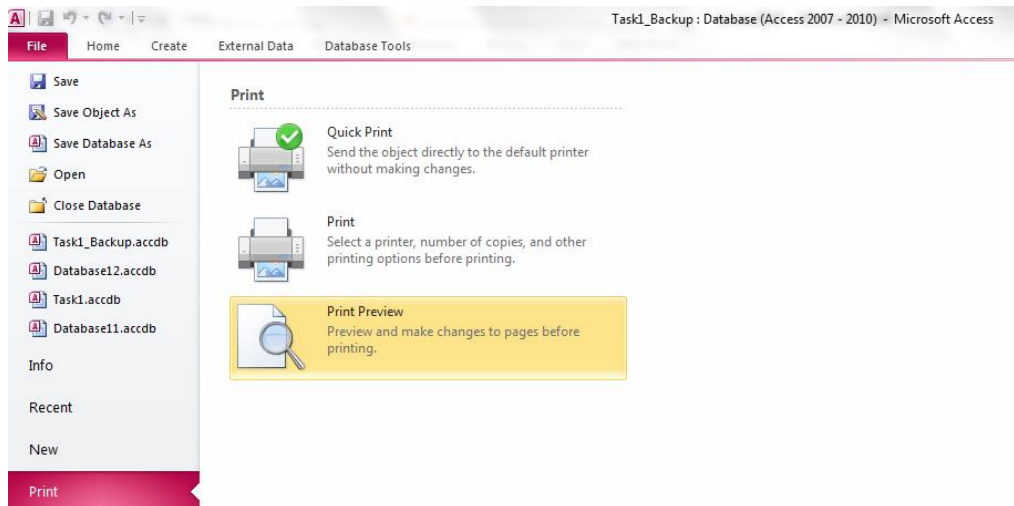 Task1_Backup : Database (Access 2007 - 2010) - Microsoft Access
File Home Create External Data Database Tools
Save
Save Object As
Save Database As
Open
Close Database
Task1_Backup.accdb
Database12.accdb
Task1.accdb
Database11.accdb
Info
Recent
New
Print
Print
Quick Print
Send the object directly to the default printer
without making changes.
Print
Select a printer, number of copies, and other
printing options before printing.
Print Preview
Preview and make changes to pages before
printing.